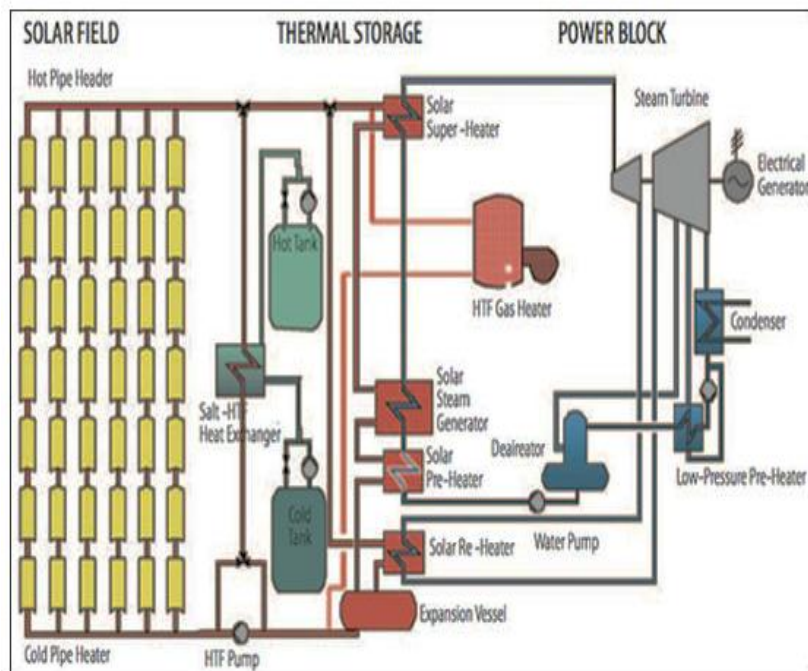 SOLAR FIELD
THERMAL STORAGE
POWER BLOCK
Hot Pipe Header
Solar
Super -Heater
Steam Turbine
Electrical
Generator
Hot Tank
HTF Gas Heater
Condenser
Salt -HTF
Heat Exchanger
Solar
Steam
Generator
Deaireator
Solar
Pre-Heater
Low-Pressure Pre-Heater
Cold
Tank
Water Pump
Solar Re -Heater
Expansion Vessel
Cold Pipe Heater
HTF Pump